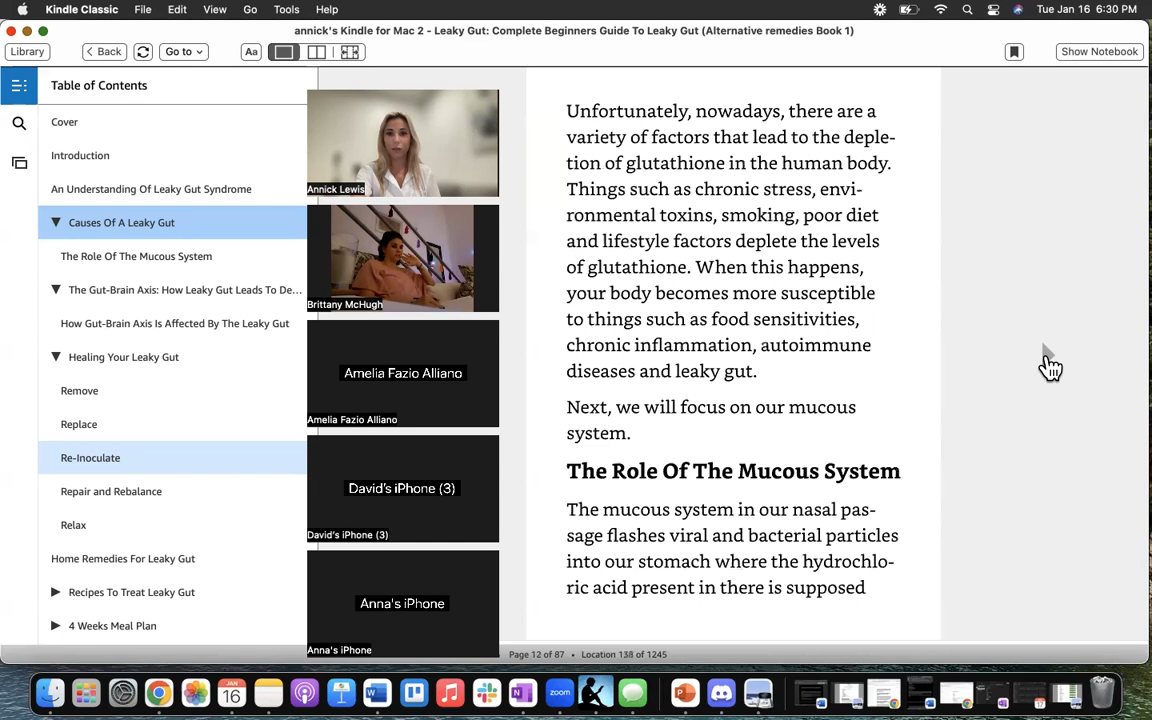 Kindle Classic File Edit View Go Tools Help Tue Jan 16 6:30 PM
annick's Kindle for Mac 2 - Leaky Gut: Complete Beginners Guide To Leaky Gut (Alternative remedies Book 1)
Library Back Go to Aa Show Notebook
Table of Contents
Cover
Introduction
An Understanding Of Leaky Gut Syndrome
Causes Of A Leaky Gut
The Role Of The Mucous System
The Gut-Brain Axis: How Leaky Gut Leads To De...
How Gut-Brain Axis Is Affected By The Leaky Gut
Healing Your Leaky Gut
Remove
Replace
Re-Inoculate
Repair and Rebalance
Relax
Home Remedies For Leaky Gut
Recipes To Treat Leaky Gut
4 Weeks Meal Plan
Annick Lewis
Brittany McHugh
Amelia Fazio Alliano
Amelia Fazio Alliano
David's iPhone (3)
David's iPhone (3)
Anna's iPhone
Anna's iPhone
Unfortunately, nowadays, there are a
variety of factors that lead to the deple-
tion of glutathione in the human body.
Things such as chronic stress, envi-
ronmental toxins, smoking, poor diet
and lifestyle factors deplete the levels
of glutathione. When this happens,
your body becomes more susceptible
to things such as food sensitivities,
chronic inflammation, autoimmune
diseases and leaky gut.
Next, we will focus on our mucous
system.
The Role Of The Mucous System
The mucous system in our nasal pas-
sage flashes viral and bacterial particles
into our stomach where the hydrochlo-
ric acid present in there is supposed
Page 12 of 87 • Location 138 of 1245
JAN
16
zoom